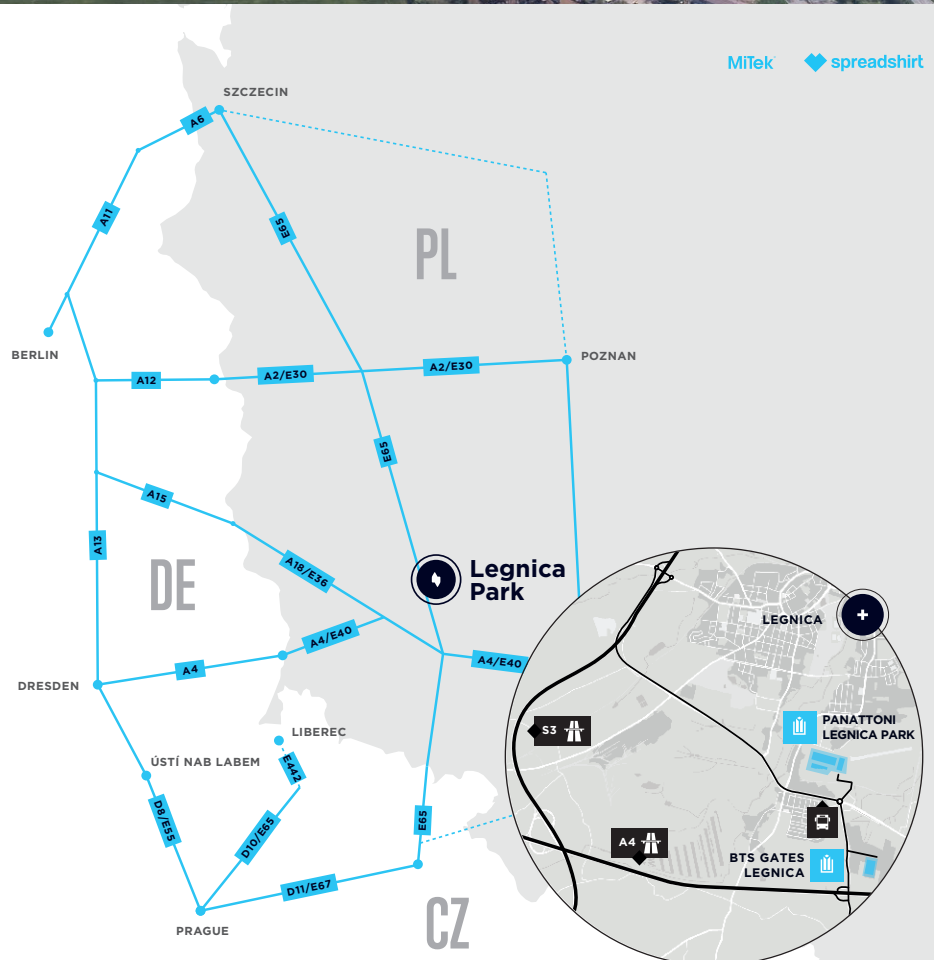 MiTek
spreadshirt
SZCZECIN
A6
A11
E65
PL
BERLIN
A12
A2/E30
A2/E30
POZNAN
E65
A15
A13
DE
A18/E36
Legnica
Park
A4/E40
A4
A4/E40
DRESDEN
LIBEREC
ÚSTÍ NAB LABEM
E442
D8/E55
D10/E65
E65
D11/E67
CZ
PRAGUE
LEGNICA
S3
PANATTONI
LEGNICA PARK
A4
BTS GATES
LEGNICA